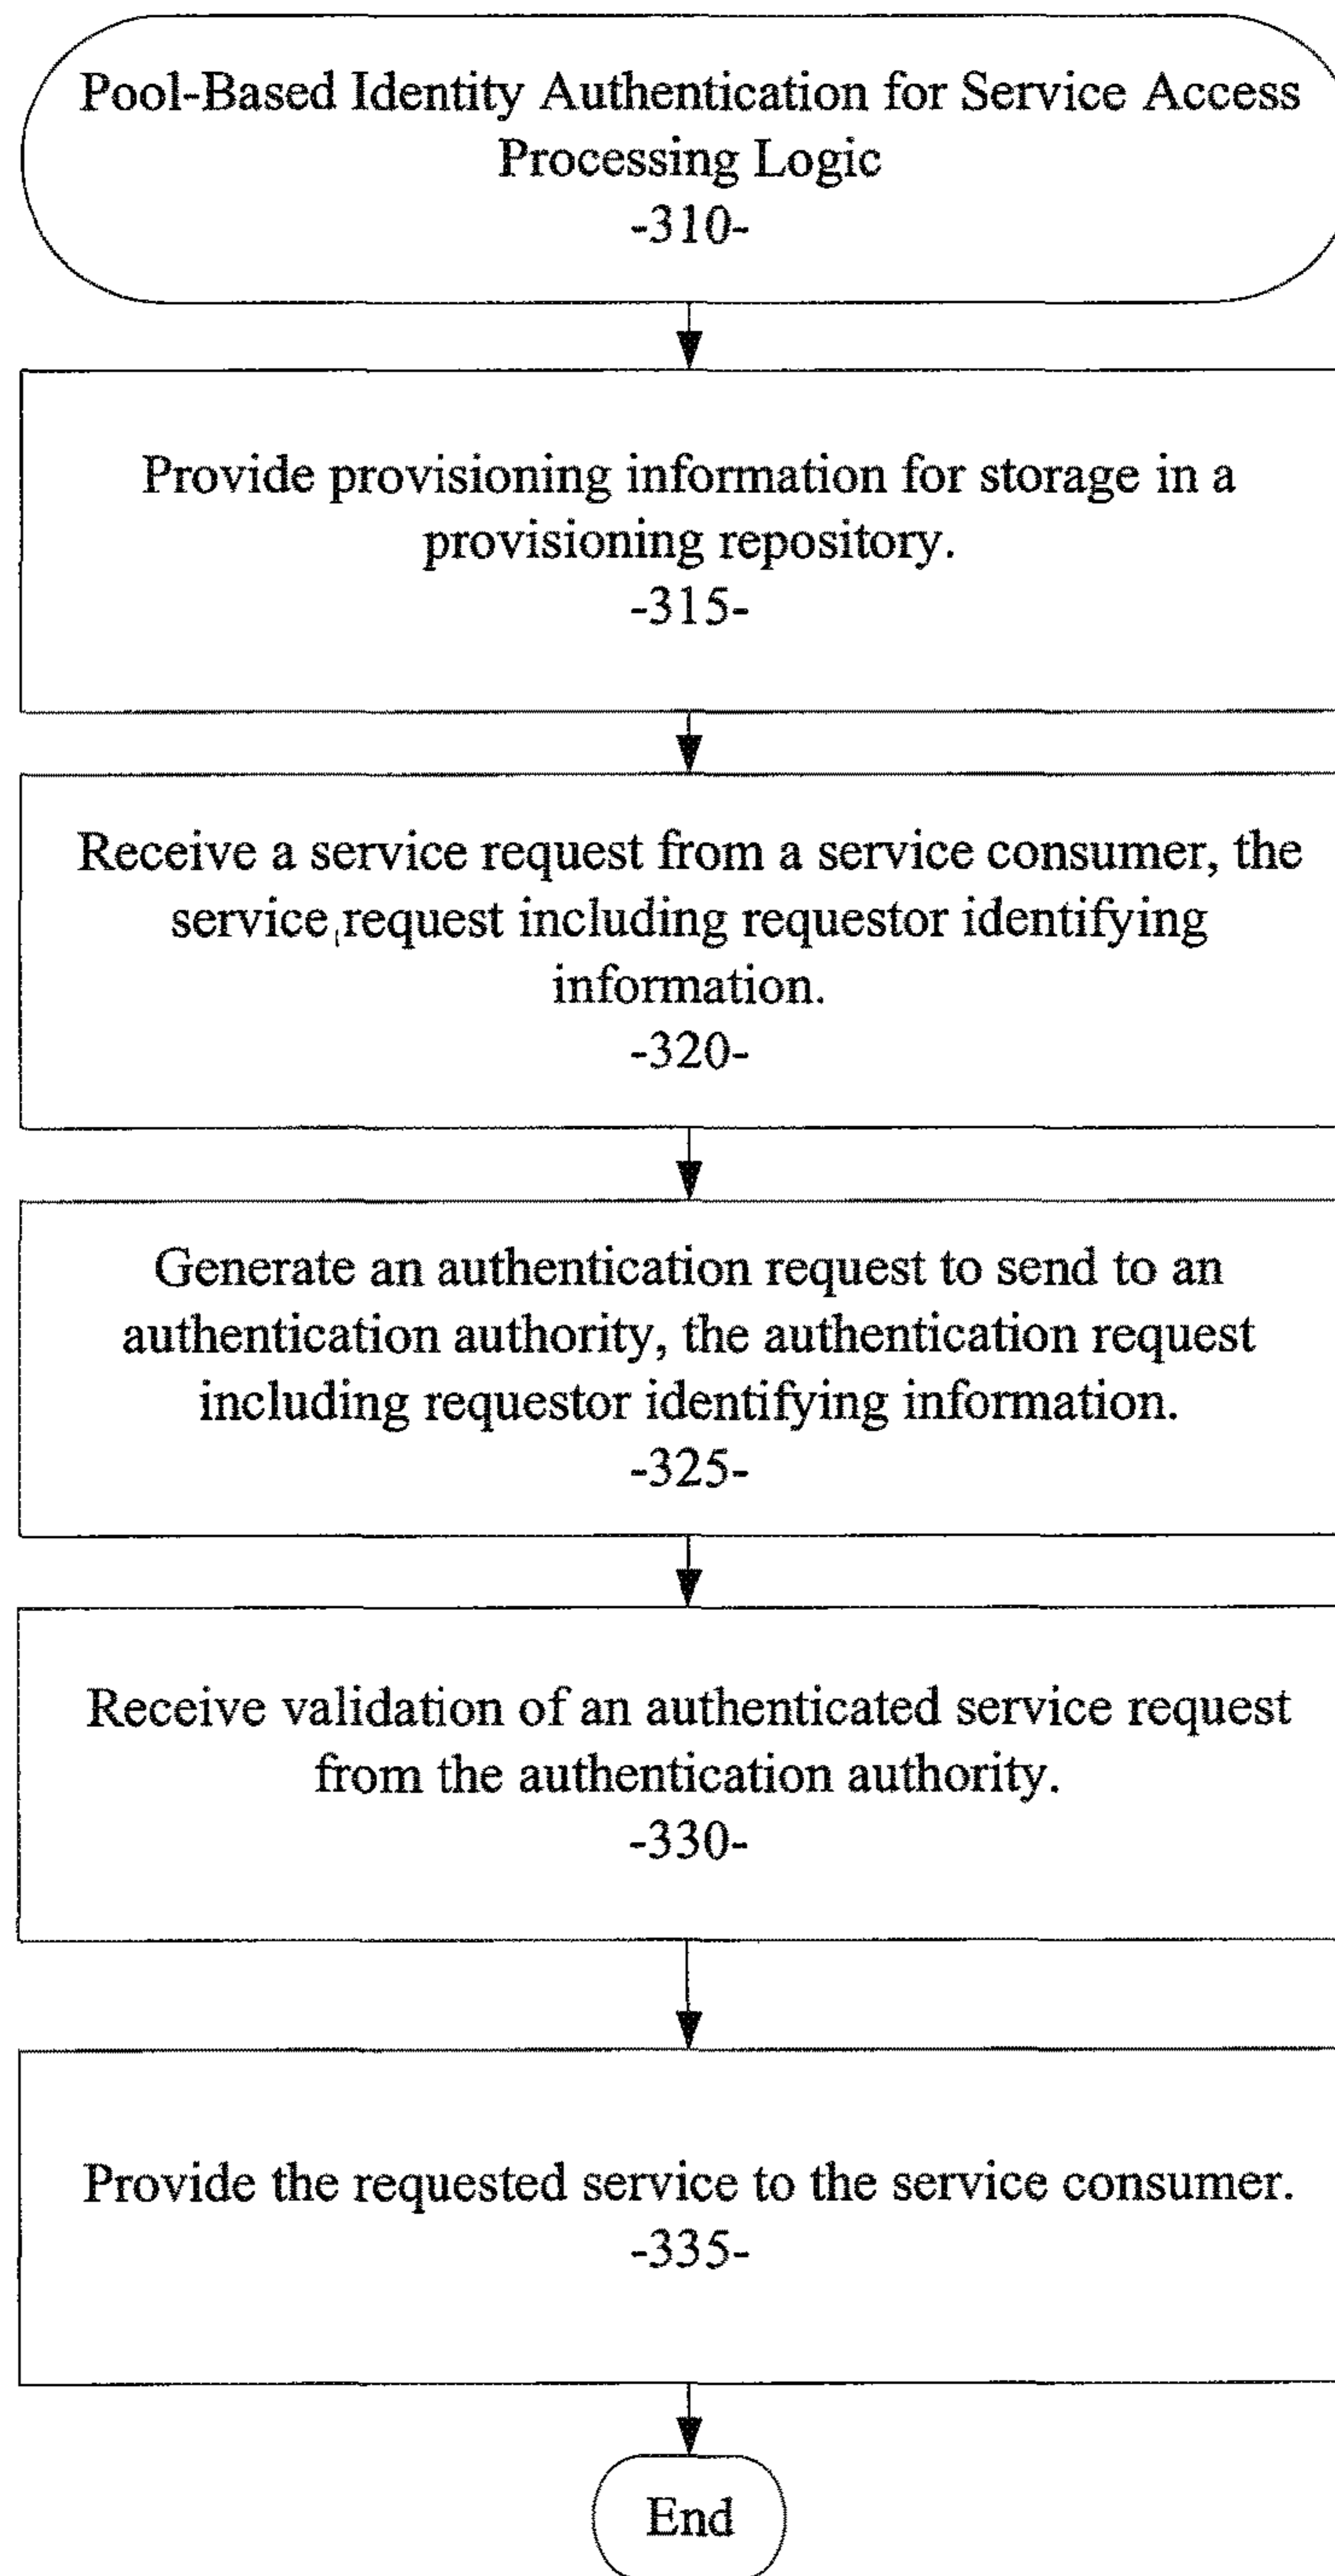 Pool-Based Identity Authentication for Service Access
Processing Logic
-310-
Provide provisioning information for storage in a
provisioning repository.
-315-
Receive a service request from a service consumer, the
service request including requestor identifying
information.
-320-
Generate an authentication request to send to an
authentication authority, the authentication request
including requestor identifying information.
-325-
Receive validation of an authenticated service request
from the authentication authority.
-330-
Provide the requested service to the service consumer.
-335-
End